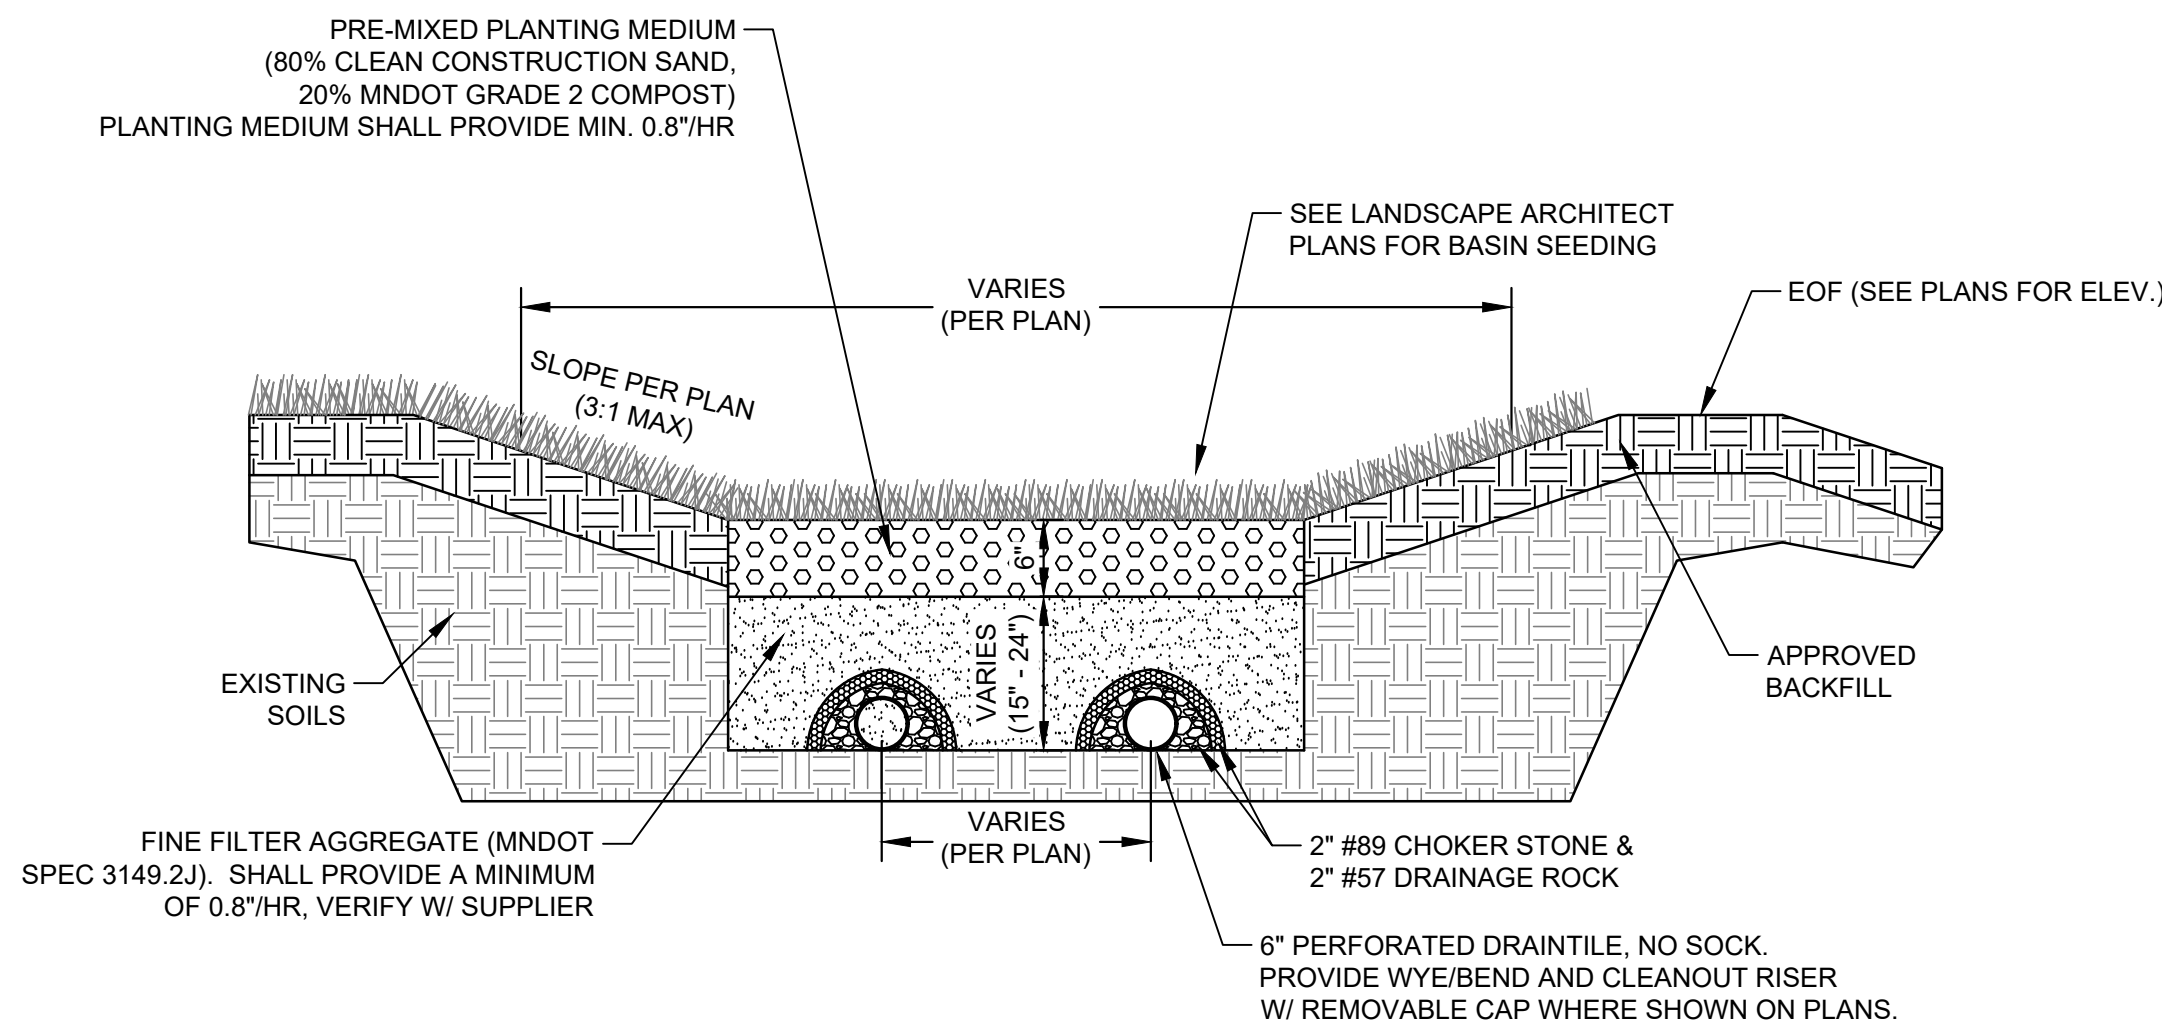 PRE-MIXED PLANTING MEDIUM
(80% CLEAN CONSTRUCTION SAND,
20% MNDOT GRADE 2 COMPOST)
PLANTING MEDIUM SHALL PROVIDE MIN. 0.8"/HR
SEE LANDSCAPE ARCHITECT
PLANS FOR BASIN SEEDING
VARIES
(PER PLAN)
EOF (SEE PLANS FOR ELEV.)
SLOPE PER PLAN
(3:1 MAX)
6"
VARIES
(15" - 24")
EXISTING
SOILS
APPROVED
BACKFILL
FINE FILTER AGGREGATE (MNDOT
SPEC 3149.2J). SHALL PROVIDE A MINIMUM
OF 0.8"/HR, VERIFY W/ SUPPLIER
VARIES
(PER PLAN)
2" #89 CHOKER STONE &
2" #57 DRAINAGE ROCK
6" PERFORATED DRAINTILE, NO SOCK.
PROVIDE WYE/BEND AND CLEANOUT RISER
W/ REMOVABLE CAP WHERE SHOWN ON PLANS.